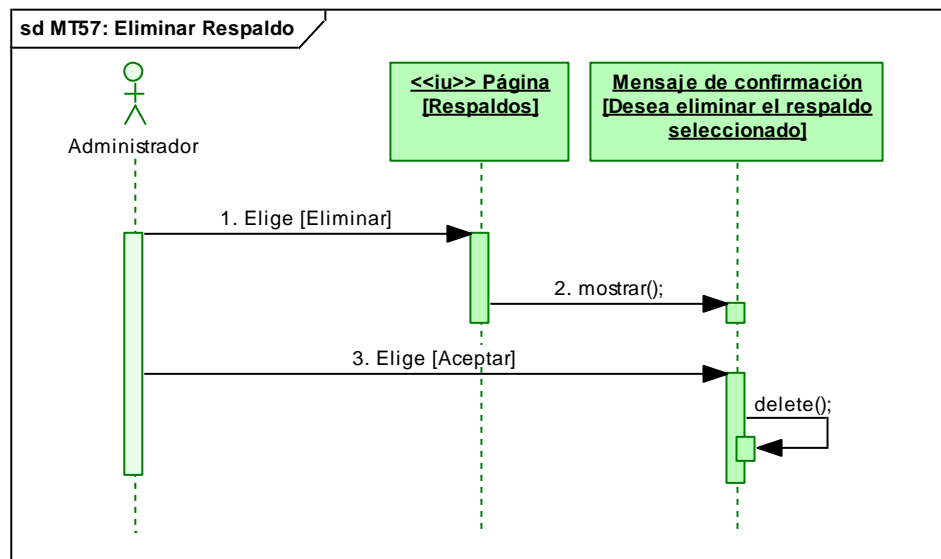 sd MT57: Eliminar Respaldo
Administrador
<<iu>> Página
[Respaldos]
Mensaje de confirmación
[Desea eliminar el respaldo
seleccionado]
1. Elige [Eliminar]
2. mostrar();
3. Elige [Aceptar]
delete();